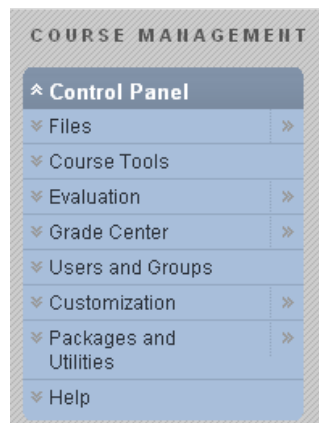 COURSE MANAGEMENT
Control Panel
Files
Course Tools
Evaluation
Grade Center
Users and Groups
Customization
Packages and
Utilities
Help